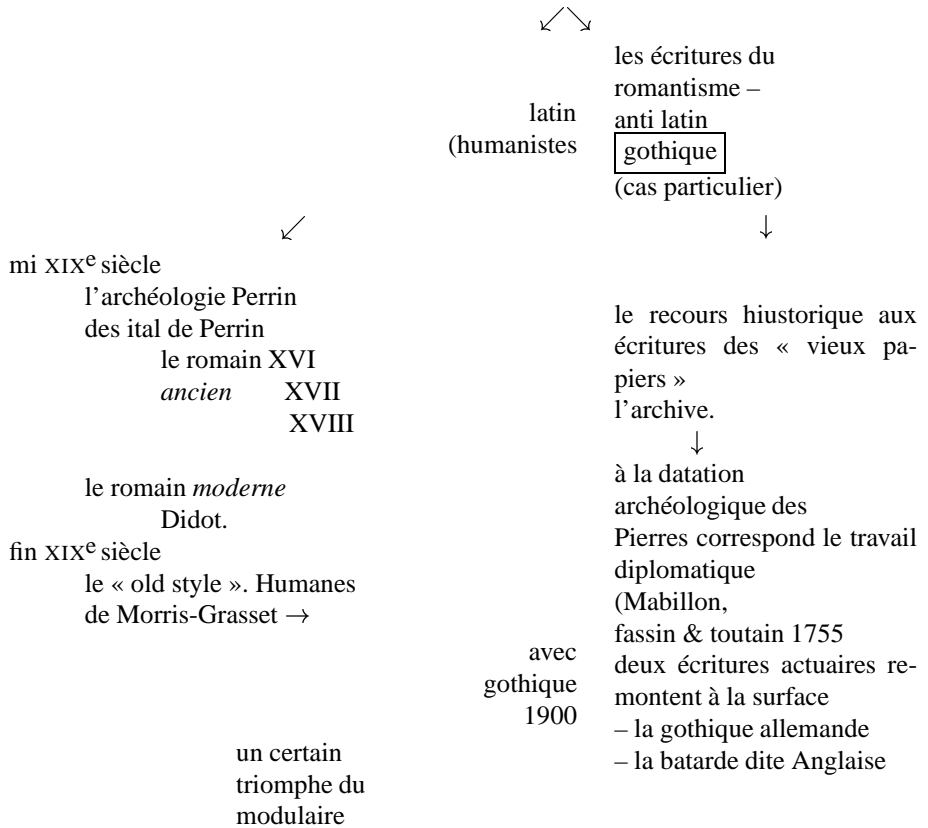 ↙ ↘
les écritures du
romantisme –
anti latin
gothique
(cas particulier)
latin
(humanistes
↙
↓
mi XIXe siècle
l’archéologie Perrin
des ital de Perrin
le romain XVI
ancien XVII
XVIII
le romain moderne
Didot.
fin XIXe siècle
le « old style ». Humanes
de Morris-Grasset →
avec
gothique
1900
un certain
triomphe du
modulaire
le recours hiustorique aux
écritures des « vieux pa-
piers »
l’archive.
↓
à la datation
archéologique des
Pierres correspond le travail
diplomatique
(Mabillon,
fassin & toutain 1755
deux écritures actuaires re-
montent à la surface
– la gothique allemande
– la batarde dite Anglaise